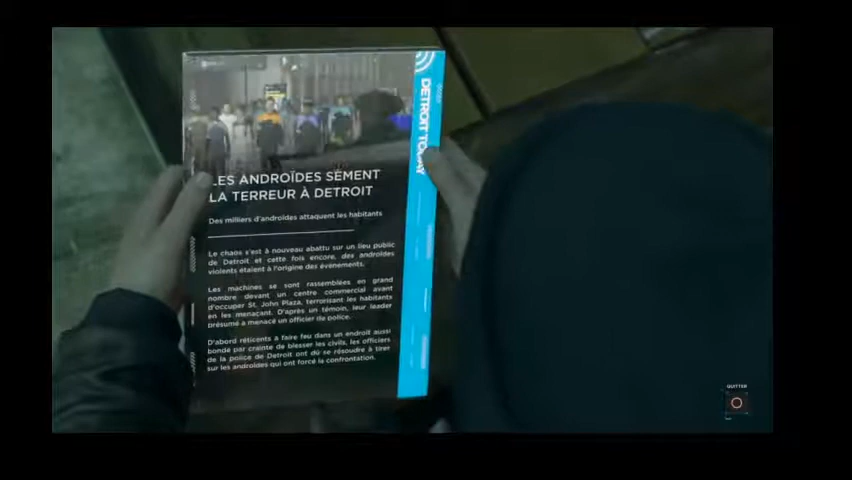 DETROIT TODAY
LES ANDROÏDES SÈMENT
LA TERREUR À DETROIT
Des milliers d'androïdes attaquent les habitants
Le chaos s'est à nouveau abattu sur un lieu public
de Detroit et cette fois encore, des androïdes
violents étaient à l'origine des événements.
Les machines se sont rassemblées en grand
nombre devant un centre commercial avant
d'occuper St. John Plaza, terrorisant les habitants
en les menaçant. D'après un témoin, leur leader
présumé a menacé un officier de police.
D'abord réticents à faire feu dans un endroit aussi
bondé par crainte de blesser les civils, les officiers
de la police de Detroit ont dû se résoudre à tirer
sur les androïdes qui ont forcé la confrontation.
QUITTER